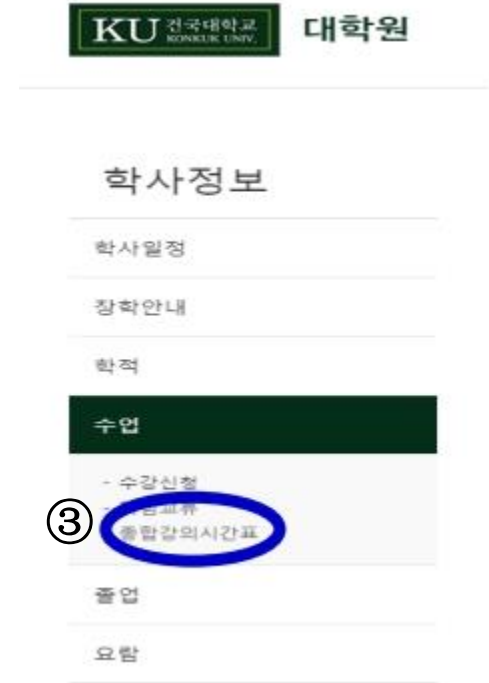 KU 건국대학교 대학원
KONKUK UNIV.
학사정보
학사일정
장학안내
학적
수업
- 수강신청
③
종합강의시간표
졸업
요람